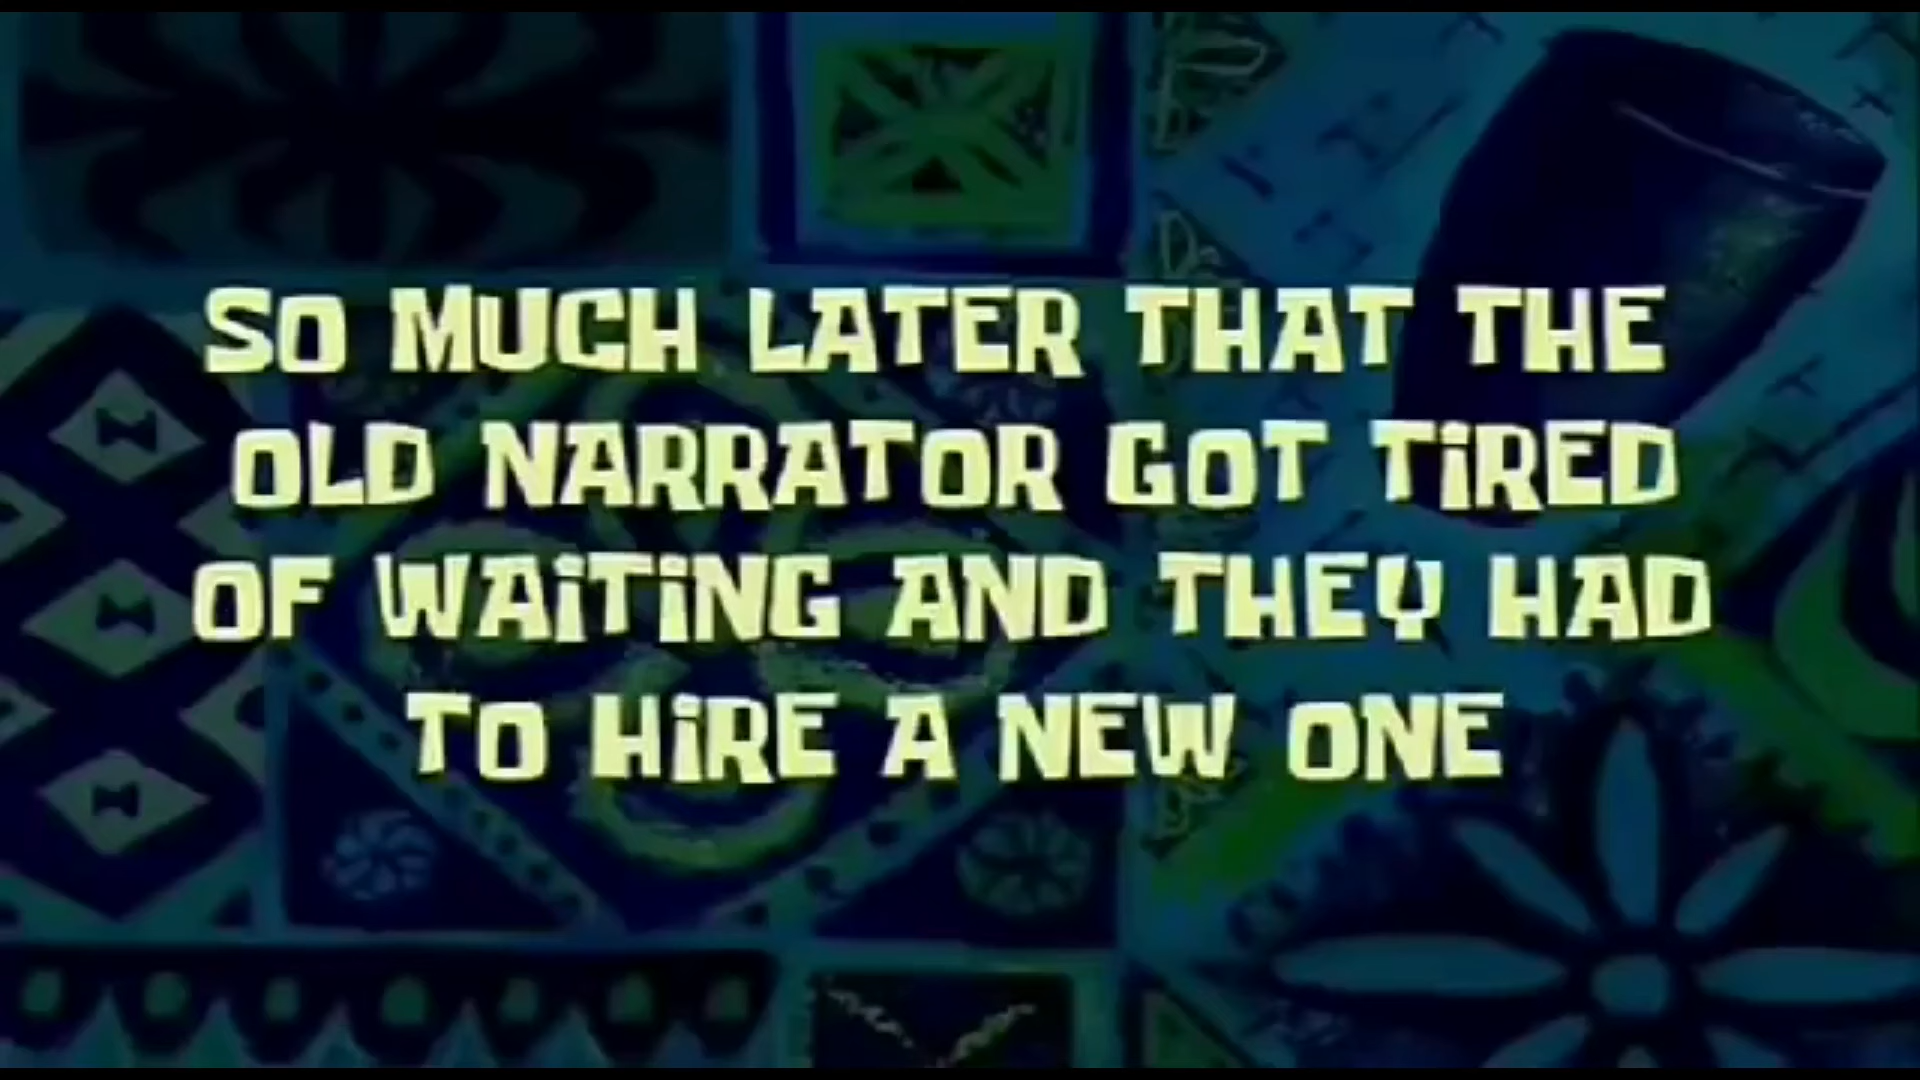 SO MUCH LATER THAT THE
OLD NARRATOR GOT TiRED
OF WAiTiNG AND THEY HAD
TO HiRE A NEW ONE